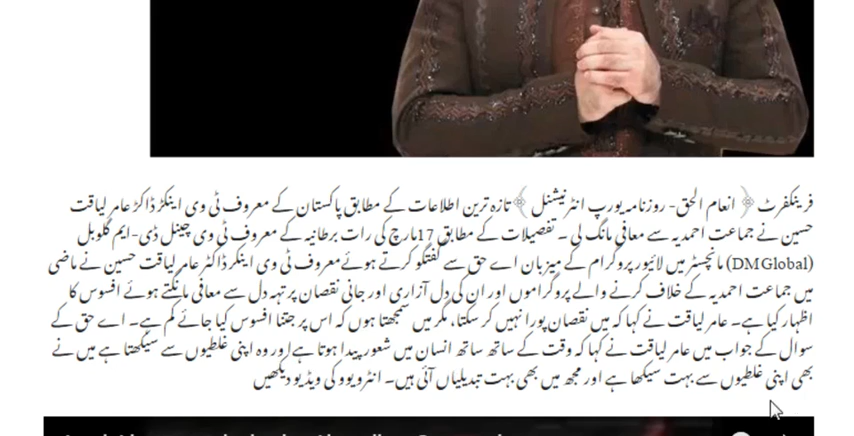 فرینکفرٹ ﴿ انعام الحق- روزنامہ یورپ انٹرنیشنل ﴾ تازہ ترین اطلاعات کے مطابق پاکستان کے معروف ٹی وی اینکر ڈاکٹر عامر لیاقت
حسین نے جماعت احمدیہ سے معافی مانگ لی ۔ تفصیلات کے مطابق 17مارچ کی رات برطانیہ کے معروف ٹی وی چینل ڈی-ایم گلوبل
(DMGlobal) مانچسٹر میں لائیو پروگرام کے میزبان اے حق سے گفتگو کرتے ہوئےمعروف ٹی وی اینکر ڈاکٹر عامر لیاقت حسین نے ماضی
میں جماعت احمدیہ کے خلاف کرنے والے پروگراموں اور ان کی دل آزاری اور جانی نقصان پر تہہ دل سے معافی مانگتے ہوئے افسوس کا
اظہار کیا ہے۔ عامر لیاقت نے کہا کہ میں نقصان پورا نہیں کر سکتا، مگر میں سمجھتا ہوں کہ اس پر جتنا افسوس کیا جائے کم ہے۔ اے حق کے
سوال کے جواب میں عامر لیاقت نے کہا کہ وقت کے ساتھ ساتھ انسان میں شعور پیدا ہوتا ہے اور وہ اپنی غلطیوں سے سیکھتا ہے میں نے
بھی اپنی غلطیوں سے بہت سیکھا ہے اور مجھ میں بھی بہت تبدیلیاں آئی ہیں۔ انٹرویو کی ویڈیو دیکھیں